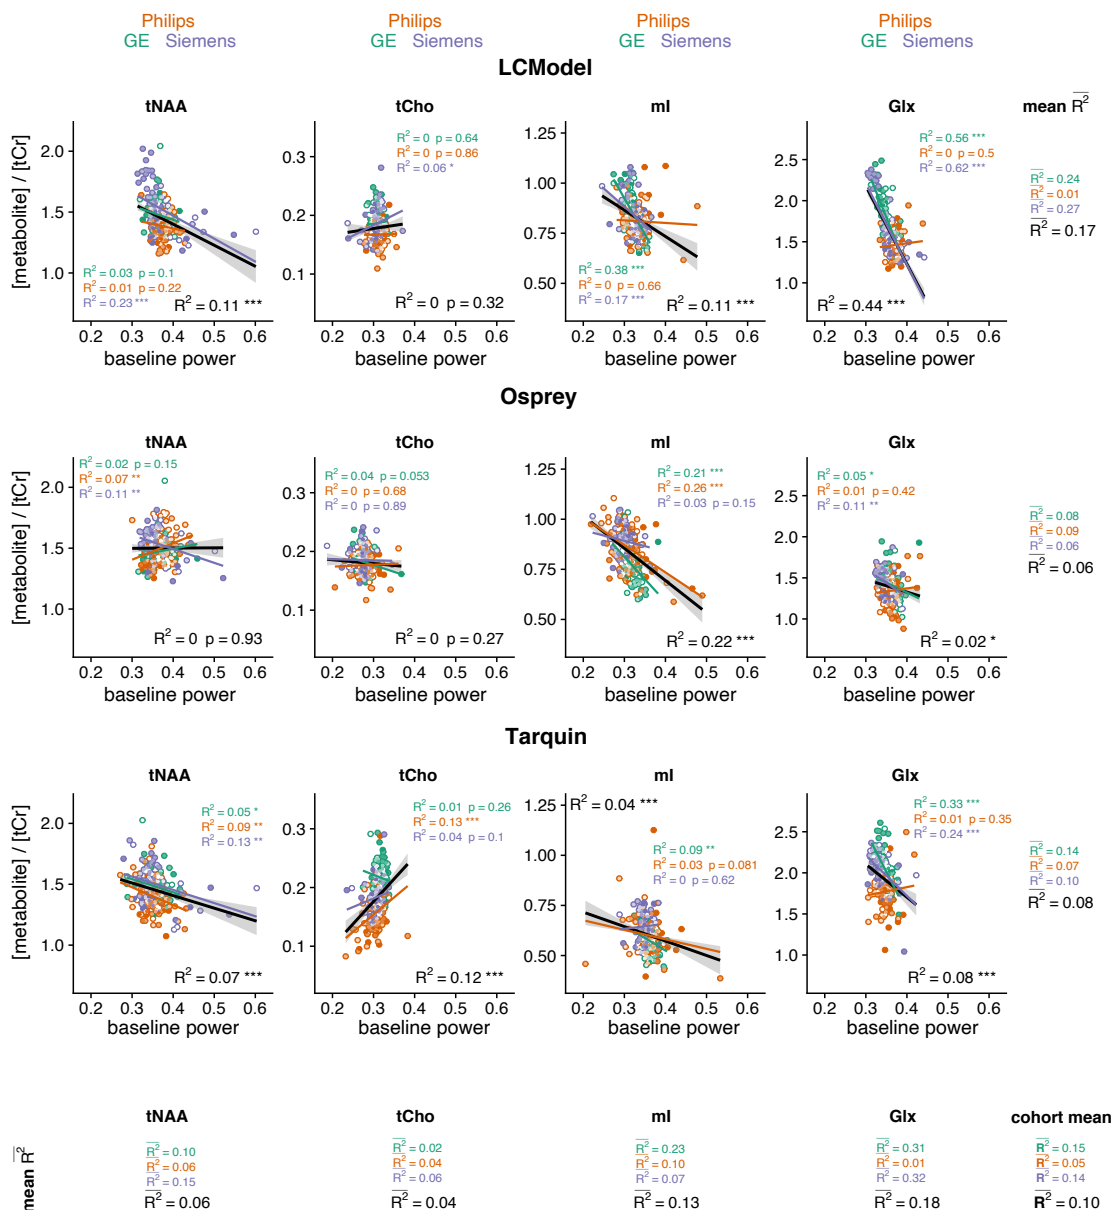 Philips Philips Philips Philips
GE Siemens GE Siemens GE Siemens GE Siemens
LCModel
tNAA tCho mI Glx mean R²
[metabolite] / [tCr]
2.0
1.5
1.0
R² = 0.03 p = 0.1
R² = 0.01 p = 0.22
R² = 0.23 ***
R² = 0.11 ***
0.2 0.3 0.4 0.5 0.6
baseline power
0.3
0.2
0.1
R² = 0 p = 0.64
R² = 0 p = 0.86
R² = 0.06 *
R² = 0 p = 0.32
0.2 0.3 0.4 0.5 0.6
baseline power
1.25
1.00
0.75
0.50
R² = 0.38 ***
R² = 0 p = 0.66
R² = 0.17 ***
R² = 0.11 ***
0.2 0.3 0.4 0.5 0.6
baseline power
2.5
2.0
1.5
1.0
R² = 0.56 ***
R² = 0 p = 0.5
R² = 0.62 ***
R² = 0.44 ***
0.2 0.3 0.4 0.5 0.6
baseline power
R² = 0.24
R² = 0.01
R² = 0.27
R² = 0.17
Osprey
tNAA tCho mI Glx
[metabolite] / [tCr]
2.0
1.5
1.0
R² = 0.02 p = 0.15
R² = 0.07 **
R² = 0.11 **
R² = 0 p = 0.93
0.2 0.3 0.4 0.5 0.6
baseline power
0.3
0.2
0.1
R² = 0.04 p = 0.053
R² = 0 p = 0.68
R² = 0 p = 0.89
R² = 0 p = 0.27
0.2 0.3 0.4 0.5 0.6
baseline power
1.25
1.00
0.75
0.50
R² = 0.21 ***
R² = 0.26 ***
R² = 0.03 p = 0.15
R² = 0.22 ***
0.2 0.3 0.4 0.5 0.6
baseline power
2.5
2.0
1.5
1.0
R² = 0.05 *
R² = 0.01 p = 0.42
R² = 0.11 **
R² = 0.02 *
0.2 0.3 0.4 0.5 0.6
baseline power
R² = 0.08
R² = 0.09
R² = 0.06
R² = 0.06
Tarquin
tNAA tCho mI Glx
[metabolite] / [tCr]
2.0
1.5
1.0
R² = 0.05 *
R² = 0.09 **
R² = 0.13 **
R² = 0.07 ***
0.2 0.3 0.4 0.5 0.6
baseline power
0.3
0.2
0.1
R² = 0.01 p = 0.26
R² = 0.13 ***
R² = 0.04 p = 0.1
R² = 0.12 ***
0.2 0.3 0.4 0.5 0.6
baseline power
1.25
1.00
0.75
0.50
R² = 0.04 ***
R² = 0.09 **
R² = 0.03 p = 0.081
R² = 0 p = 0.62
0.2 0.3 0.4 0.5 0.6
baseline power
2.5
2.0
1.5
1.0
R² = 0.33 ***
R² = 0.01 p = 0.35
R² = 0.24 ***
R² = 0.08 ***
0.2 0.3 0.4 0.5 0.6
baseline power
R² = 0.14
R² = 0.07
R² = 0.10
R² = 0.08
mean R²
tNAA tCho mI Glx cohort mean
R² = 0.10 R² = 0.02 R² = 0.23 R² = 0.31 R² = 0.15
R² = 0.06 R² = 0.04 R² = 0.10 R² = 0.01 R² = 0.05
R² = 0.15 R² = 0.06 R² = 0.07 R² = 0.32 R² = 0.14
R² = 0.06 R² = 0.04 R² = 0.13 R² = 0.18 R² = 0.10